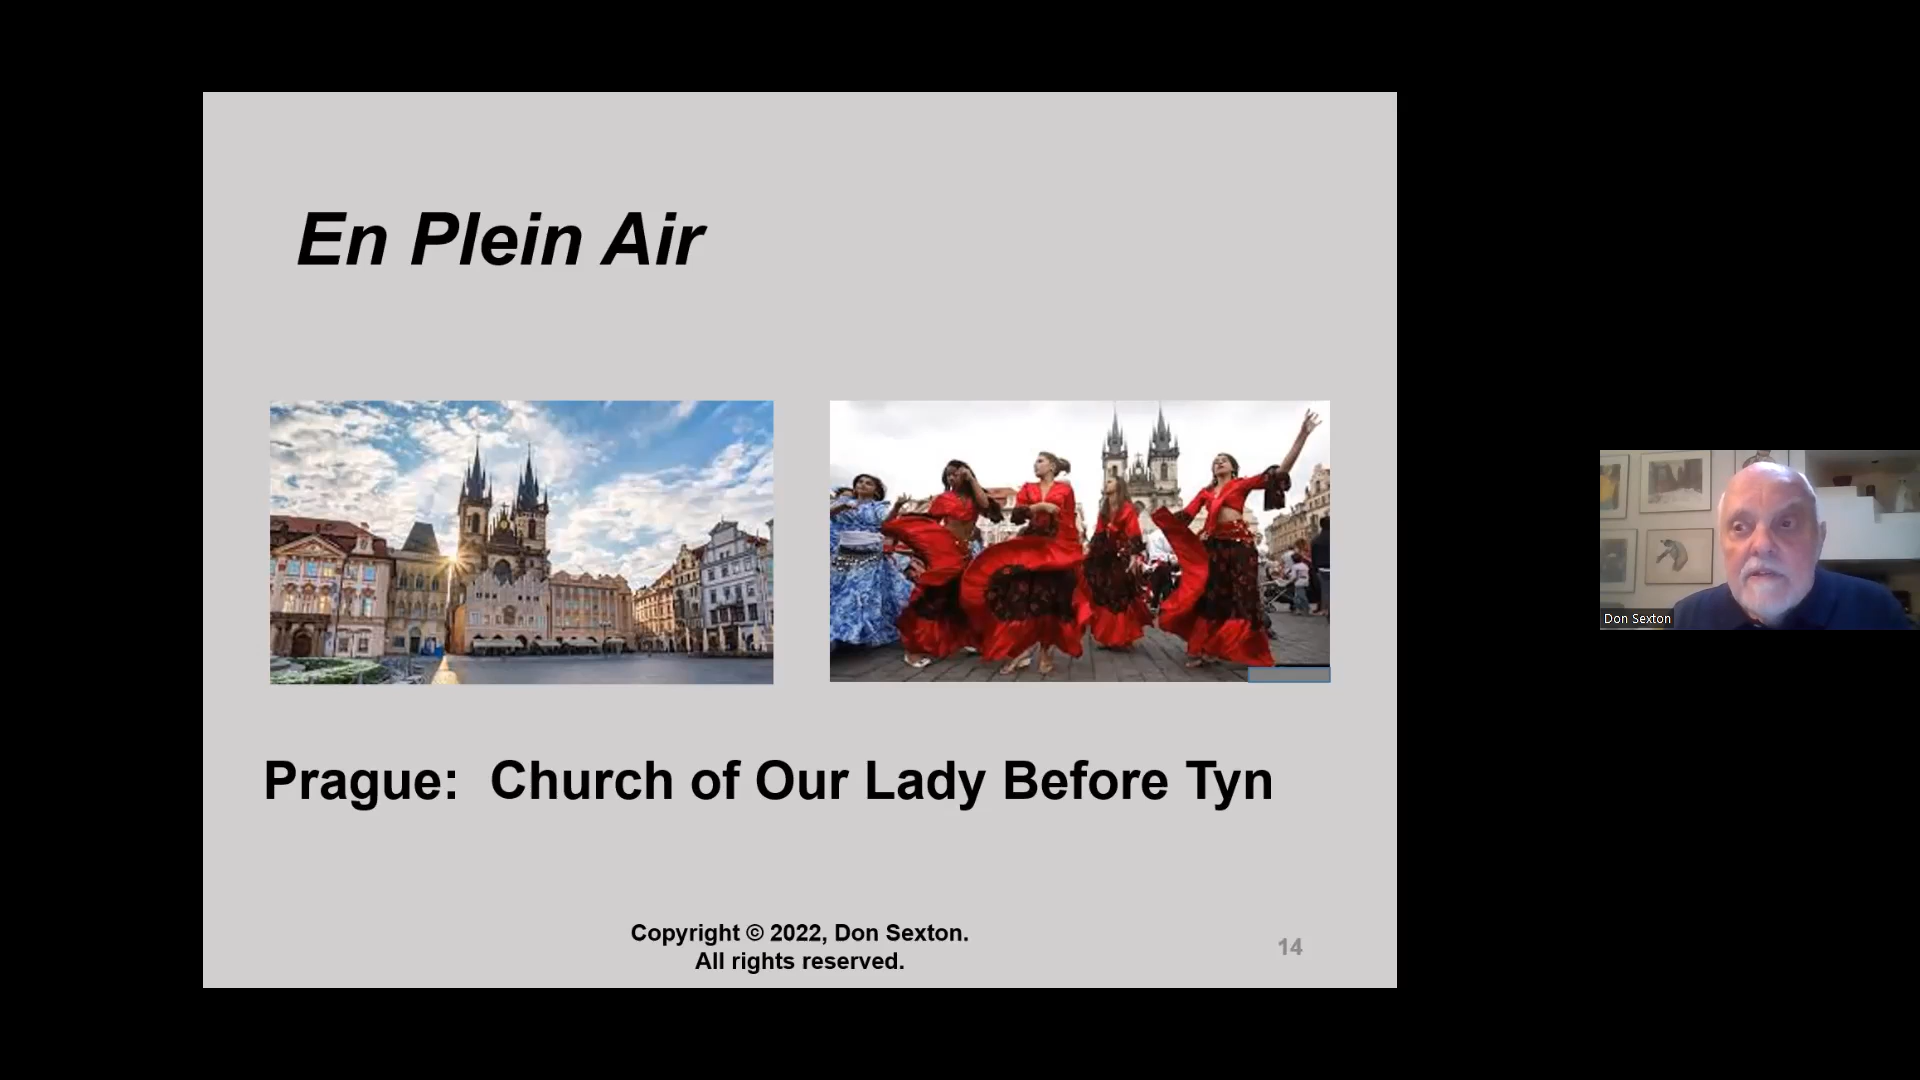 En Plein Air
Prague:  Church of Our Lady Before Tyn
Copyright © 2022, Don Sexton.
All rights reserved.
14
Don Sexton